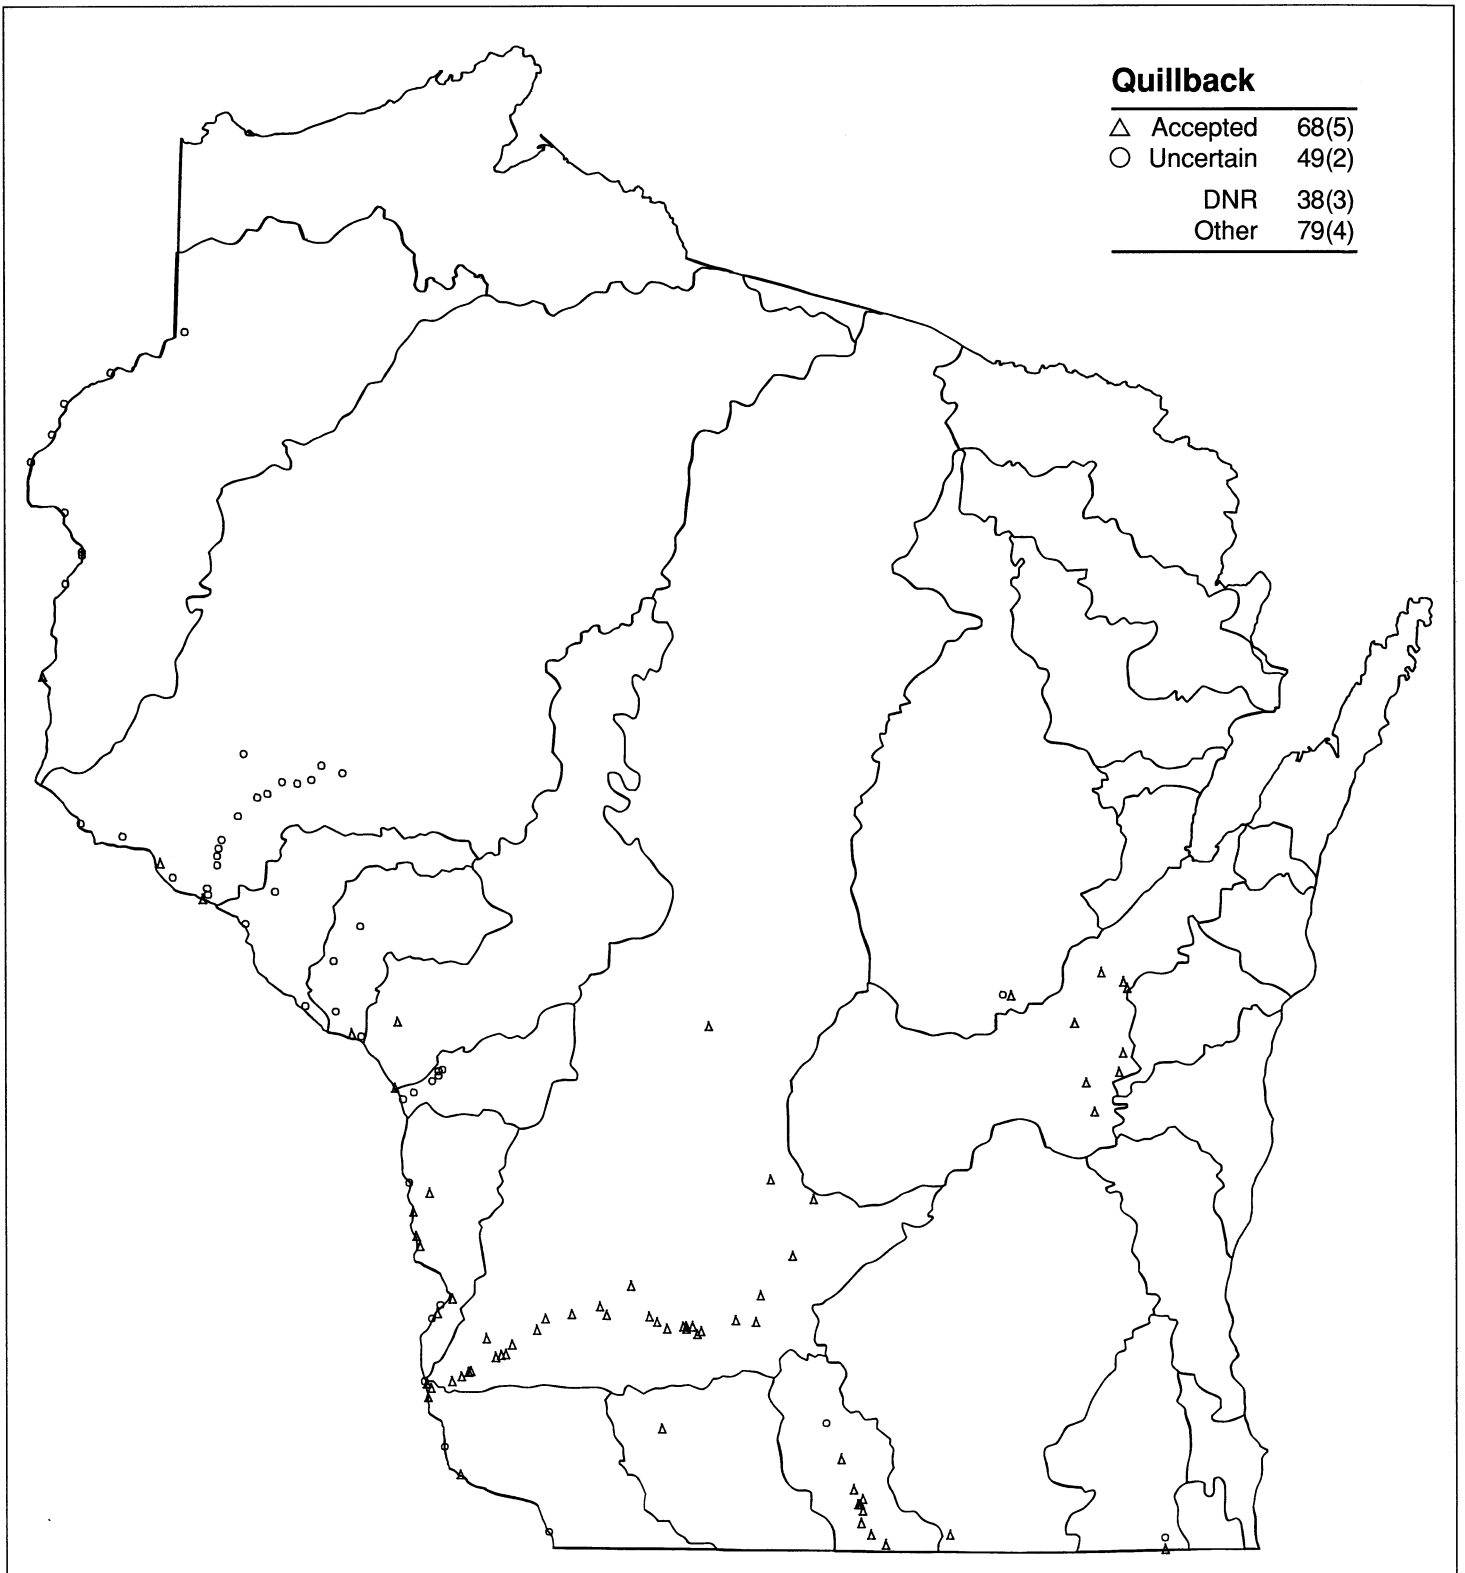 Quillback
△ Accepted 68(5)
○ Uncertain 49(2)
DNR 38(3)
Other 79(4)